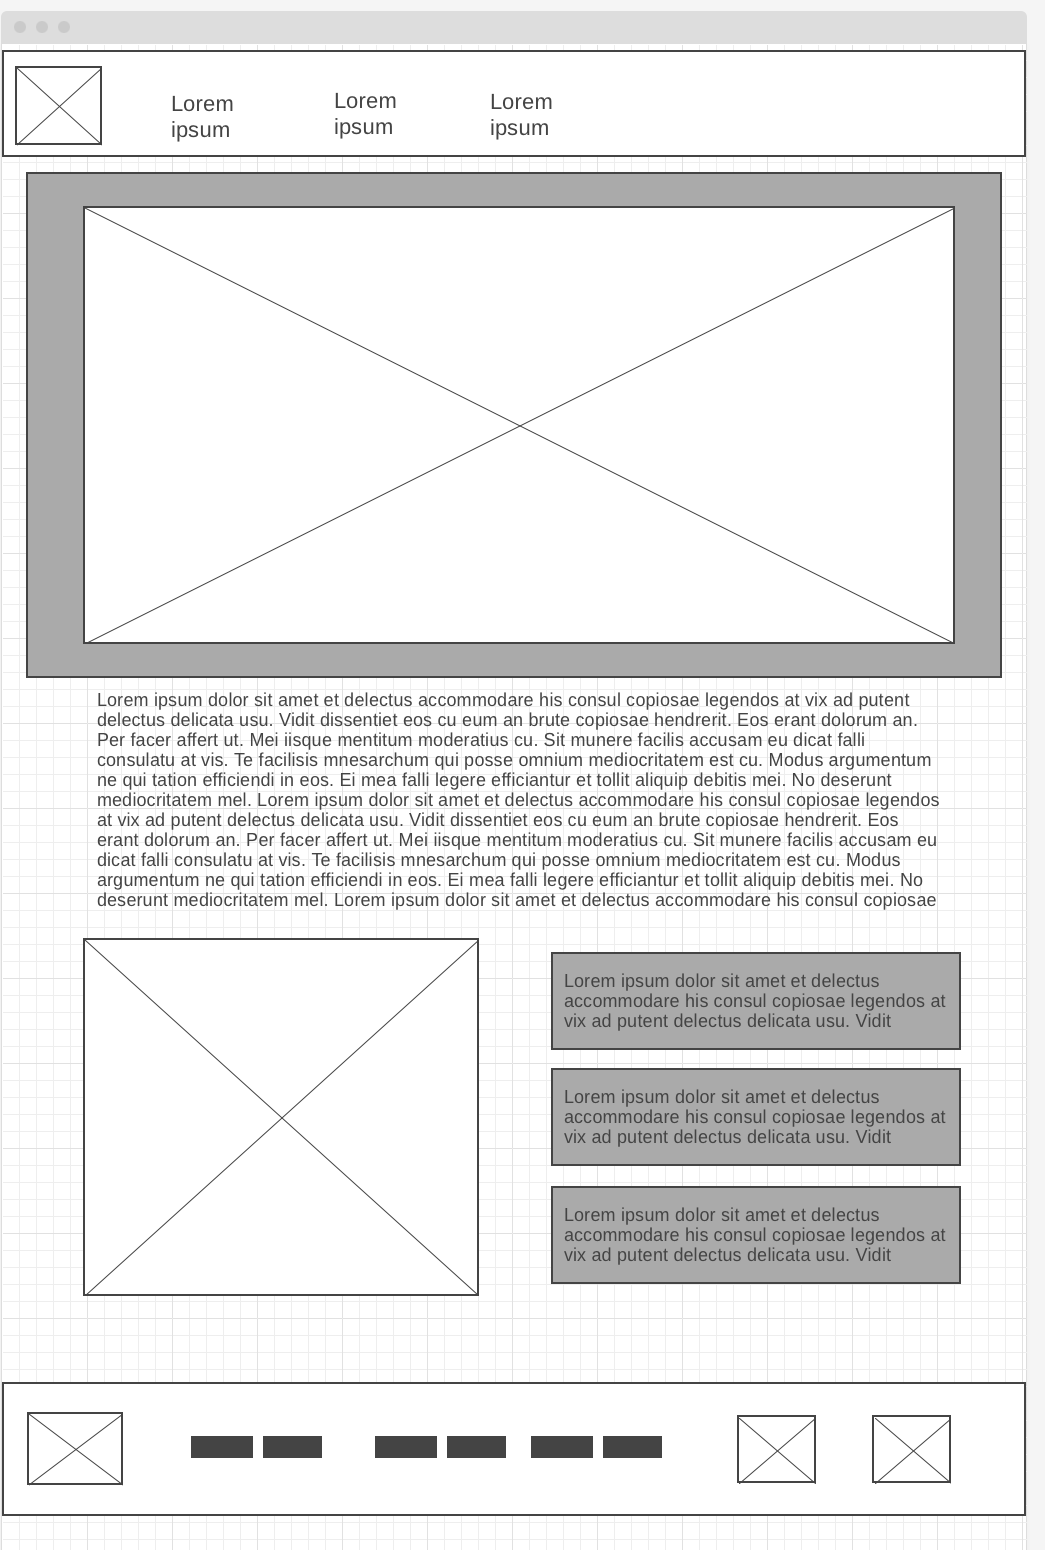 Lorem
ipsum
Lorem
ipsum
Lorem
ipsum
Lorem ipsum dolor sit amet et delectus accommodare his consul copiosae legendos at vix ad putent
delectus delicata usu. Vidit dissentiet eos cu eum an brute copiosae hendrerit. Eos erant dolorum an.
Per facer affert ut. Mei iisque mentitum moderatius cu. Sit munere facilis accusam eu dicat falli
consulatu at vis. Te facilisis mnesarchum qui posse omnium mediocritatem est cu. Modus argumentum
ne qui tation efficiendi in eos. Ei mea falli legere efficiantur et tollit aliquip debitis mei. No deserunt
mediocritatem mel. Lorem ipsum dolor sit amet et delectus accommodare his consul copiosae legendos
at vix ad putent delectus delicata usu. Vidit dissentiet eos cu eum an brute copiosae hendrerit. Eos
erant dolorum an. Per facer affert ut. Mei iisque mentitum moderatius cu. Sit munere facilis accusam eu
dicat falli consulatu at vis. Te facilisis mnesarchum qui posse omnium mediocritatem est cu. Modus
argumentum ne qui tation efficiendi in eos. Ei mea falli legere efficiantur et tollit aliquip debitis mei. No
deserunt mediocritatem mel. Lorem ipsum dolor sit amet et delectus accommodare his consul copiosae
Lorem ipsum dolor sit amet et delectus
accommodare his consul copiosae legendos at
vix ad putent delectus delicata usu. Vidit
Lorem ipsum dolor sit amet et delectus
accommodare his consul copiosae legendos at
vix ad putent delectus delicata usu. Vidit
Lorem ipsum dolor sit amet et delectus
accommodare his consul copiosae legendos at
vix ad putent delectus delicata usu. Vidit